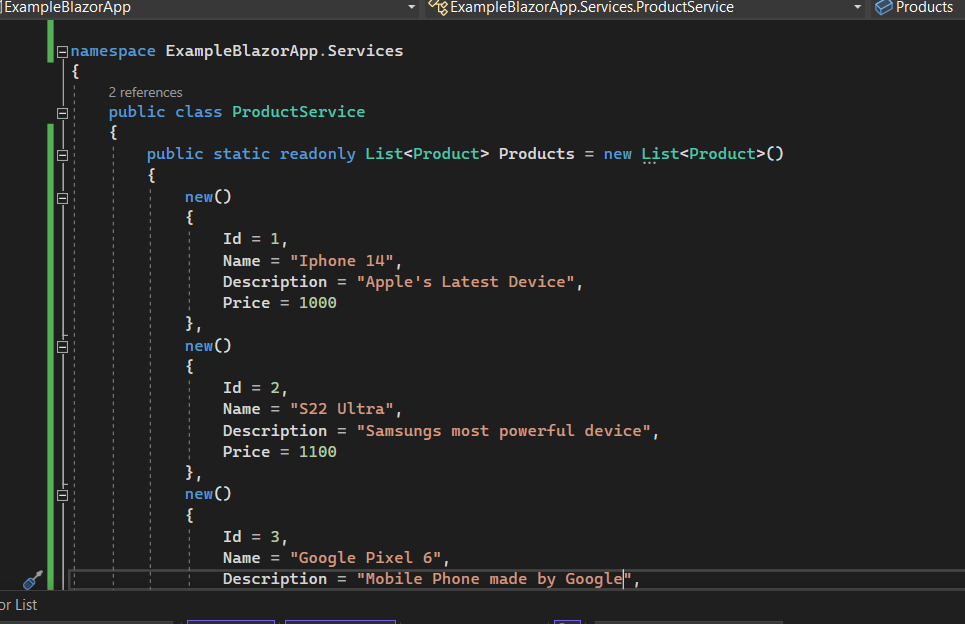 ExampleBlazorApp
ExampleBlazorApp.Services.ProductService
Products
namespace ExampleBlazorApp.Services
{
2 references
public class ProductService
{
public static readonly List<Product> Products = new List<Product>()
{
new()
{
Id = 1,
Name = "Iphone 14",
Description = "Apple's Latest Device",
Price = 1000
},
new()
{
Id = 2,
Name = "S22 Ultra",
Description = "Samsungs most powerful device",
Price = 1100
},
new()
{
Id = 3,
Name = "Google Pixel 6",
Description = "Mobile Phone made by Google",
or List